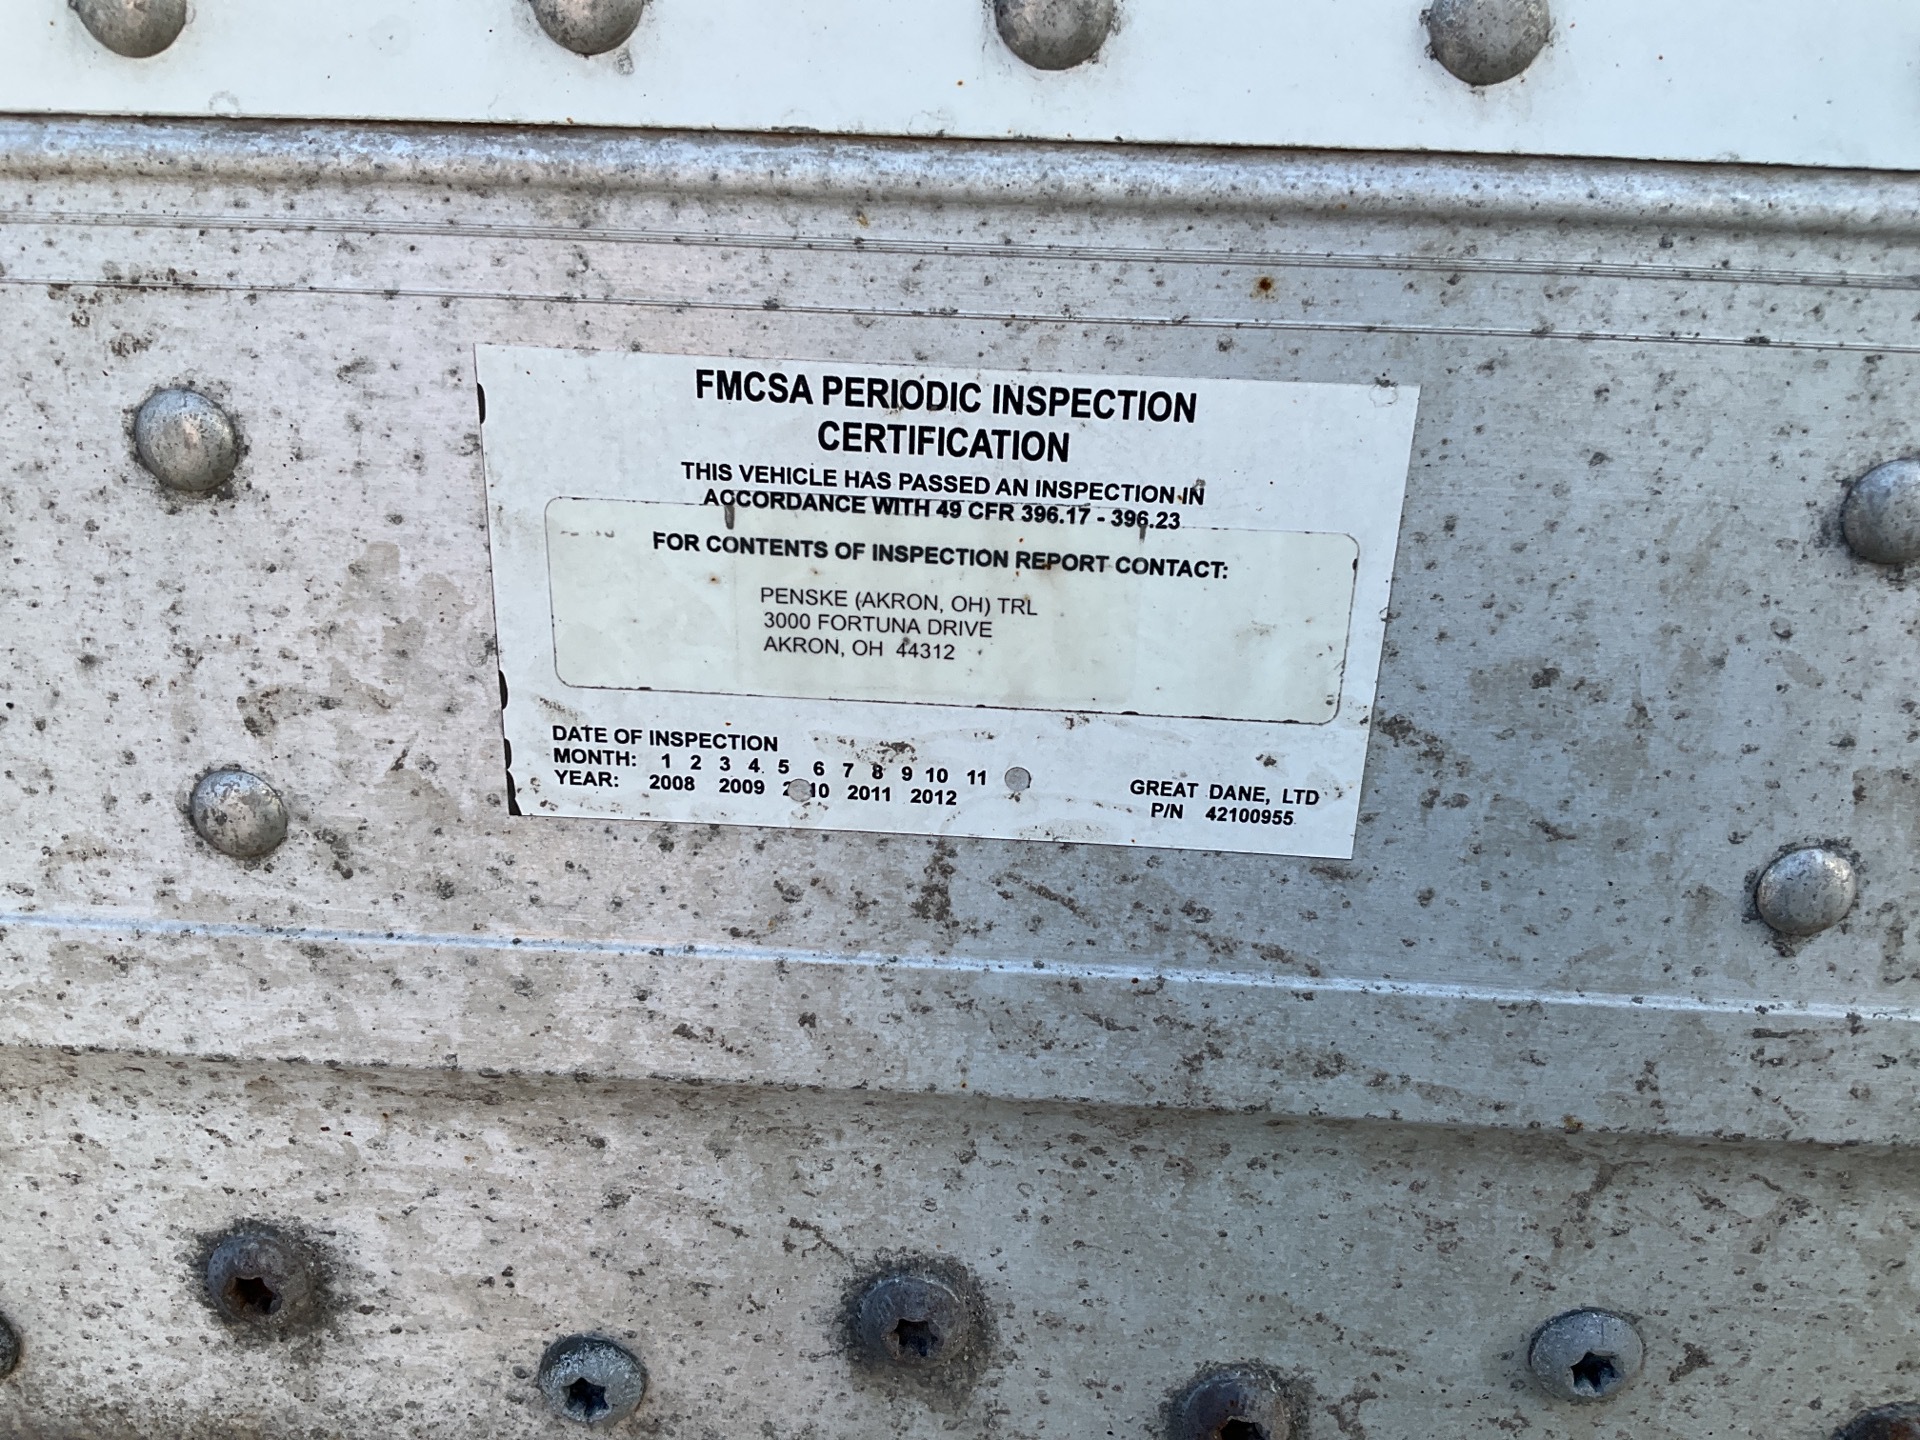 FMCSA PERIODIC INSPECTION
CERTIFICATION
THIS VEHICLE HAS PASSED AN INSPECTION IN
ACCORDANCE WITH 49 CFR 396.17 - 396.23
FOR CONTENTS OF INSPECTION REPORT CONTACT:
PENSKE (AKRON, OH) TRL
3000 FORTUNA DRIVE
AKRON, OH 44312
DATE OF INSPECTION
MONTH: 1 2 3 4 5 6 7 8 9 10 11
YEAR: 2008 2009 2011 2012
GREAT DANE, LTD
P/N 42100955